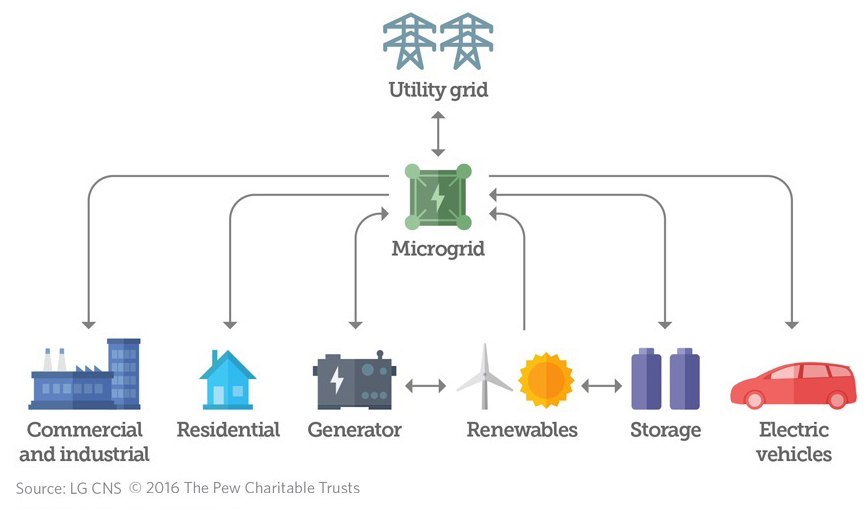 Utility grid
Microgrid
Commercial
and industrial
Residential
Generator
Renewables
Storage
Electric
vehicles
Source: LG CNS © 2016 The Pew Charitable Trusts